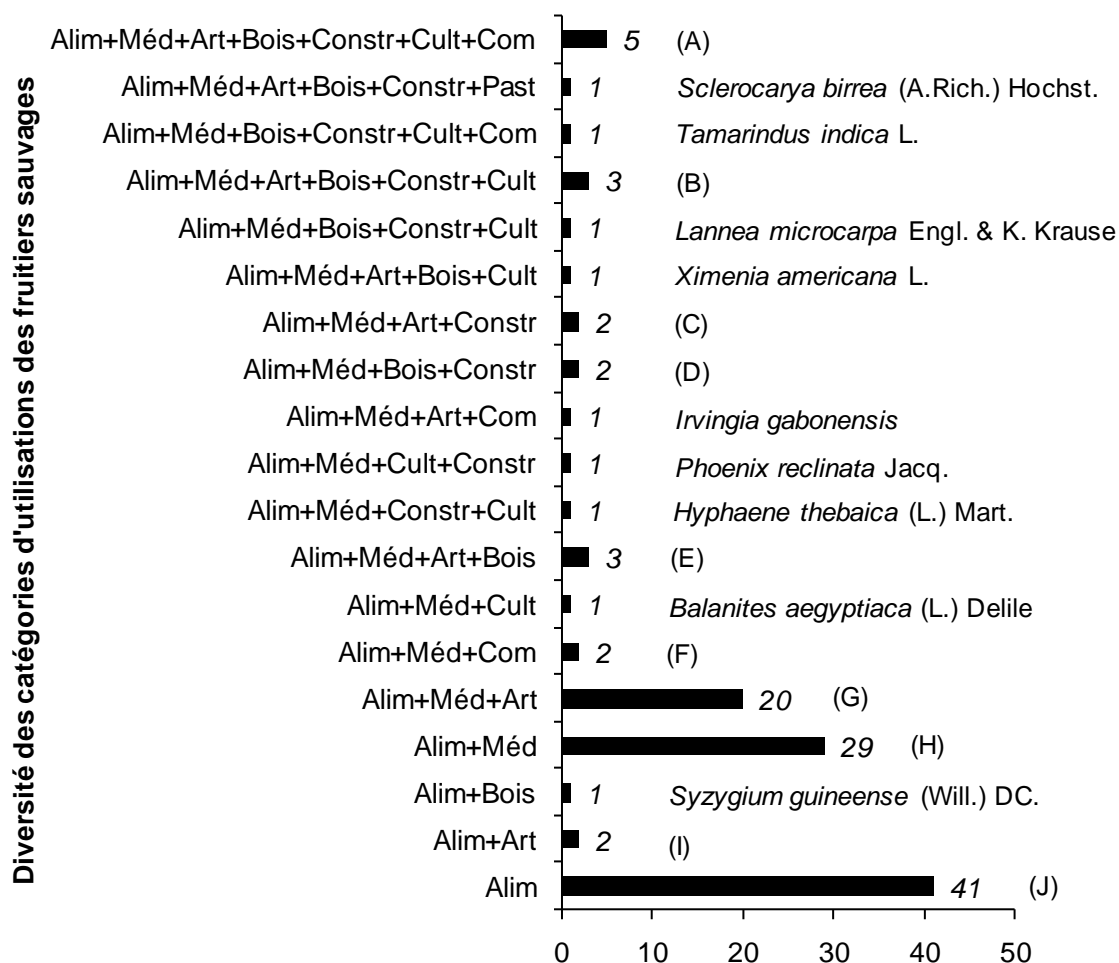 Diversité des catégories d'utilisations des fruitiers sauvages
Alim+Méd+Art+Bois+Constr+Cult+Com 5 (A)
Alim+Méd+Art+Bois+Constr+Past 1 Sclerocarya birrea (A.Rich.) Hochst.
Alim+Méd+Bois+Constr+Cult+Com 1 Tamarindus indica L.
Alim+Méd+Art+Bois+Constr+Cult 3 (B)
Alim+Méd+Bois+Constr+Cult 1 Lannea microcarpa Engl. & K. Krause
Alim+Méd+Art+Bois+Cult 1 Ximenia americana L.
Alim+Méd+Art+Constr 2 (C)
Alim+Méd+Bois+Constr 2 (D)
Alim+Méd+Art+Com 1 Irvingia gabonensis
Alim+Méd+Cult+Constr 1 Phoenix reclinata Jacq.
Alim+Méd+Constr+Cult 1 Hyphaene thebaica (L.) Mart.
Alim+Méd+Art+Bois 3 (E)
Alim+Méd+Cult 1 Balanites aegyptiaca (L.) Delile
Alim+Méd+Com 2 (F)
Alim+Méd+Art 20 (G)
Alim+Méd 29 (H)
Alim+Bois 1 Syzygium guineense (Will.) DC.
Alim+Art 2 (I)
Alim 41 (J)
0 10 20 30 40 50